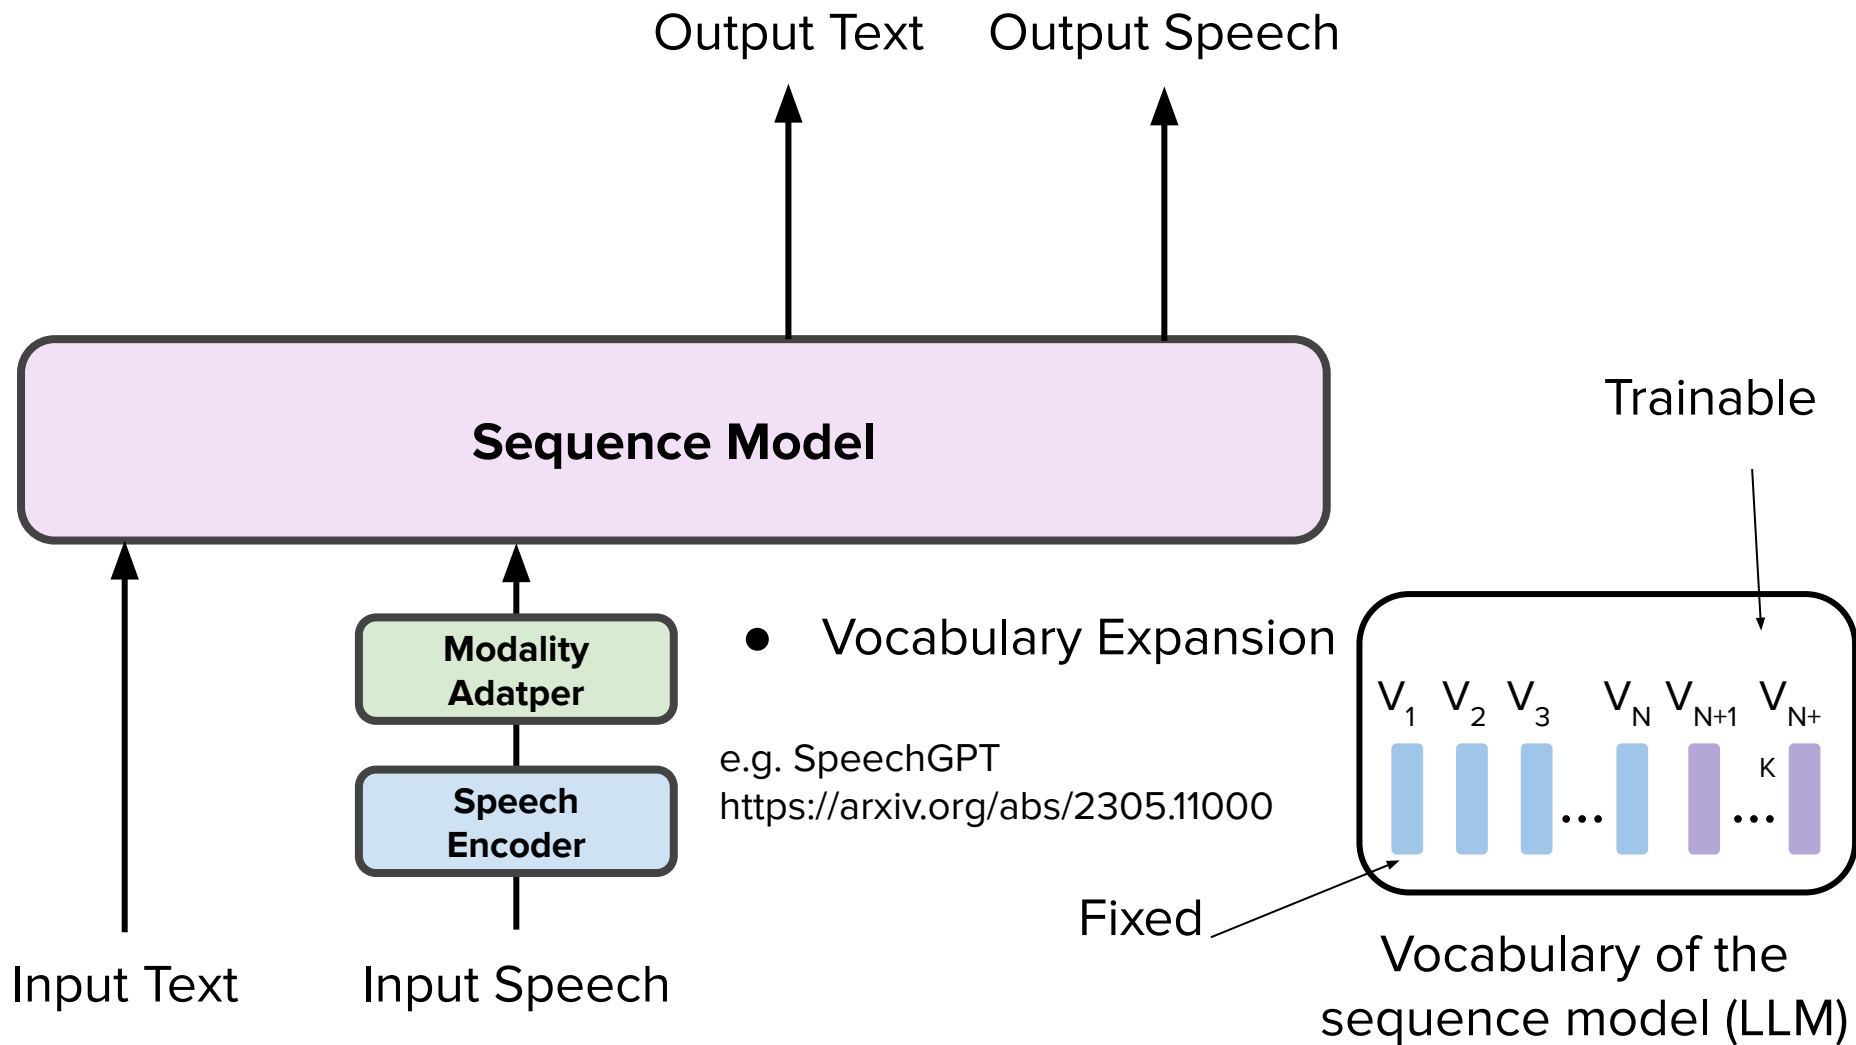 Output Text
Output Speech
Sequence Model
Trainable
Modality
Adatper
● Vocabulary Expansion
V1 V2 V3 VN VN+1 VN+
K
... ...
e.g. SpeechGPT
https://arxiv.org/abs/2305.11000
Speech
Encoder
Fixed
Input Text
Input Speech
Vocabulary of the
sequence model (LLM)